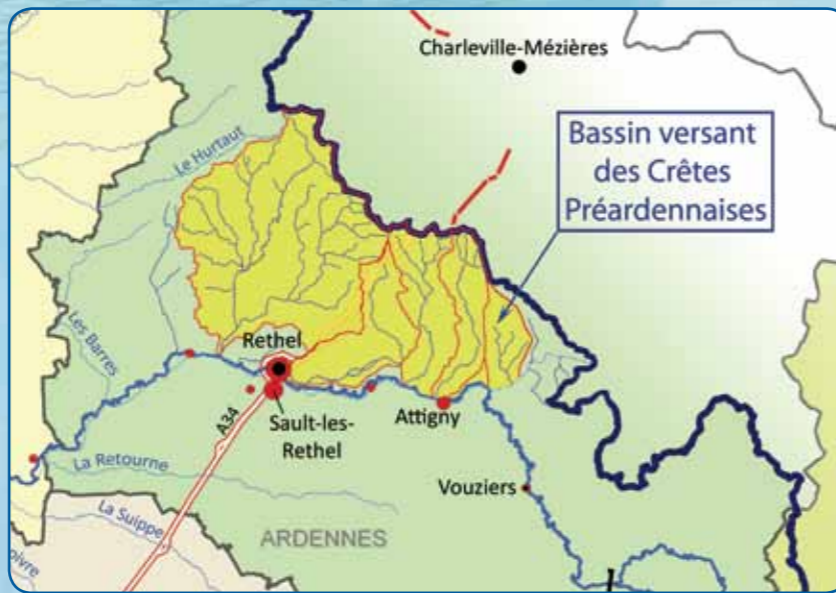 Charleville-Mézières
Bassin versant
des Crêtes
Préardennaises
Le Hurtaut
Les Barres
Rethel
A34
Sault-les-
Rethel
Attigny
La Retourne
Vouziers
La Suippe
ARDENNES
oivre